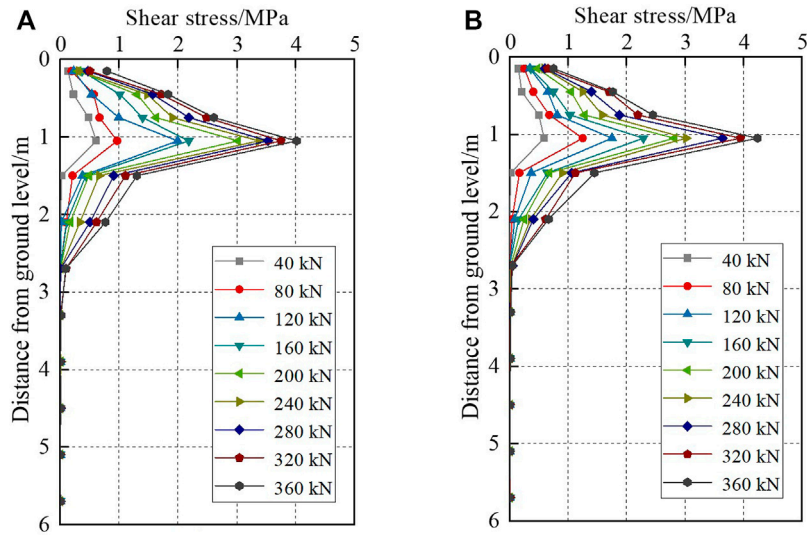 A
Shear stress/MPa
0 1 2 3 4 5
0
1
2
3
4
5
6
Distance from ground level/m
40 kN
80 kN
120 kN
160 kN
200 kN
240 kN
280 kN
320 kN
360 kN
B
Shear stress/MPa
0 1 2 3 4 5
0
1
2
3
4
5
6
Distance from ground level/m
40 kN
80 kN
120 kN
160 kN
200 kN
240 kN
280 kN
320 kN
360 kN